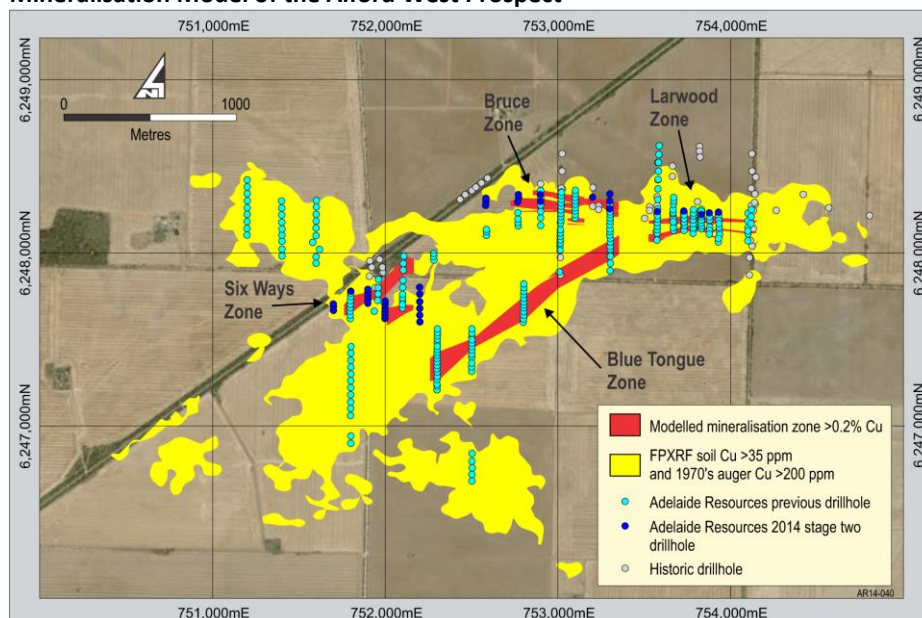 Mineralisation Model of the Alford West Prospect
751,000mE 752,000mE 753,000mE 754,000mE
6,249,000mN 6,249,000mN
N
0 1000
Metres
Bruce
Zone
Larwood
Zone
6,248,000mN 6,248,000mN
Six Ways
Zone
Blue Tongue
Zone
6,247,000mN 6,247,000mN
Modelled mineralisation zone >0.2% Cu
FPXRF soil Cu >35 ppm
and 1970's auger Cu >200 ppm
Adelaide Resources previous drillhole
Adelaide Resources 2014 stage two
drillhole
Historic drillhole
AR14-040
751,000mE 752,000mE 753,000mE 754,000mE